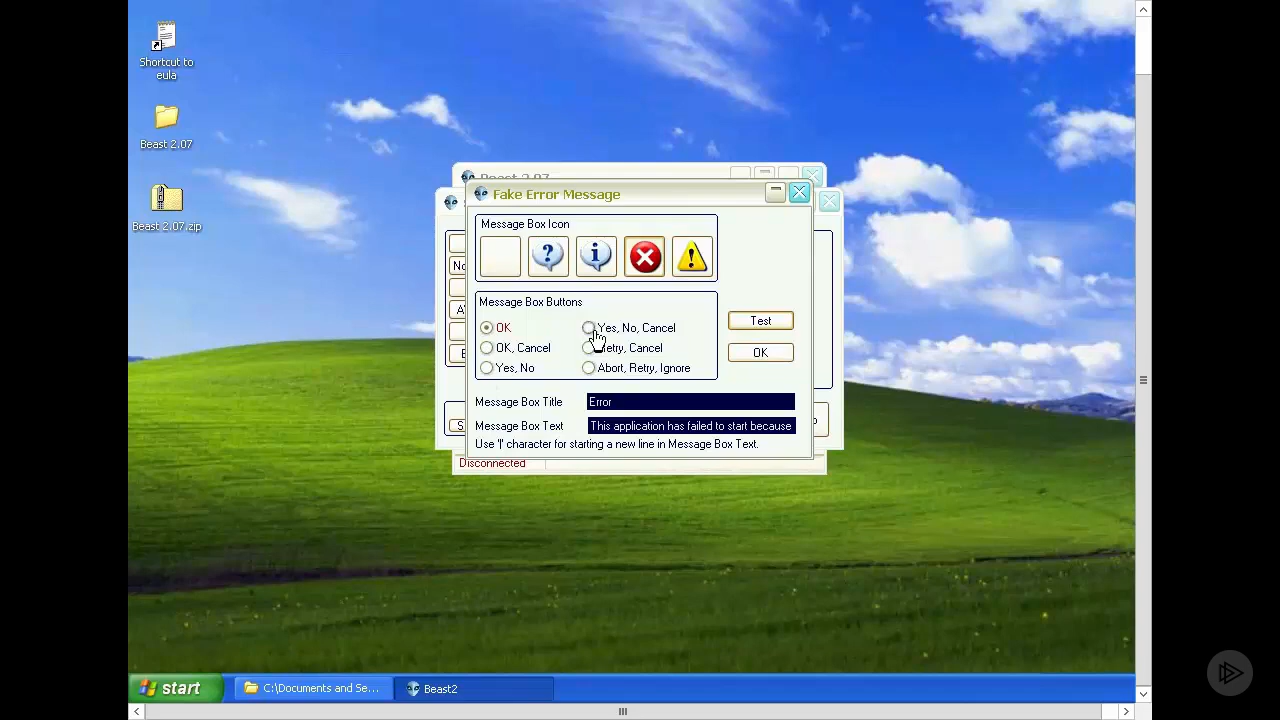 Shortcut to
eula
Beast 2.07
Beast 2.07.zip
Beast 2.07
Fake Error Message
Message Box Icon
Message Box Buttons
OK
Yes, No, Cancel
OK, Cancel
Retry, Cancel
Yes, No
Abort, Retry, Ignore
Test
OK
Message Box Title
Error
Message Box Text
This application has failed to start because
Use '|' character for starting a new line in Message Box Text.
Disconnected
start
C:\Documents and Se...
Beast2